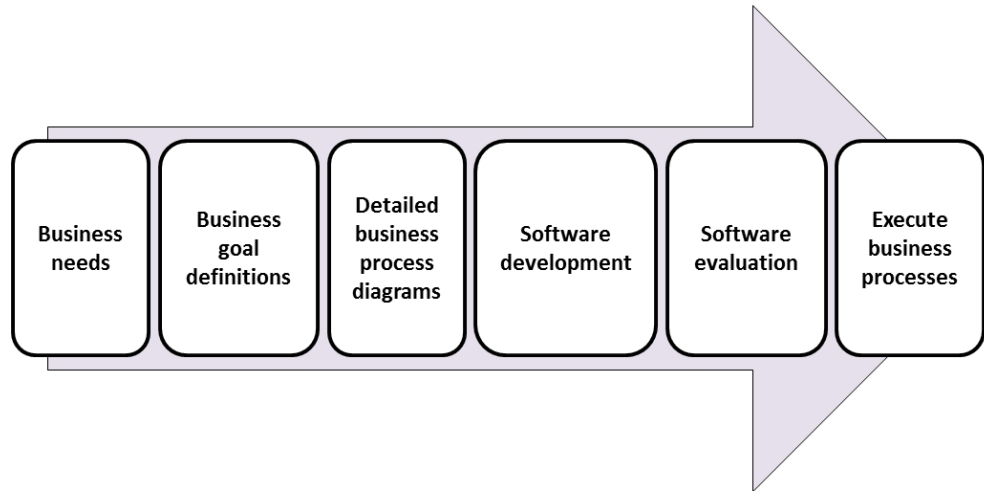 Business
needs
Business
goal
definitions
Detailed
business
process
diagrams
Software
development
Software
evaluation
Execute
business
processes